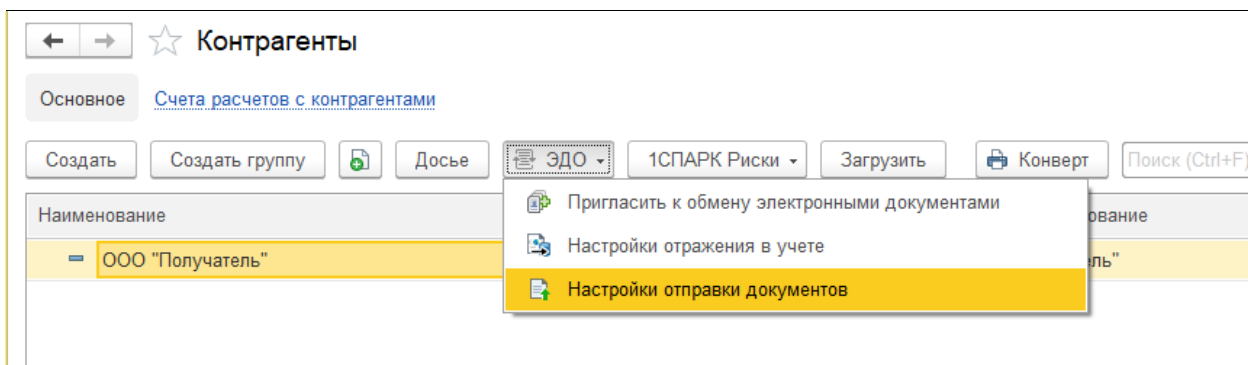 Контрагенты
Основное Счета расчетов с контрагентами
Создать Создать группу Досье ЭДО 1СПАРК Риски Загрузить Конверт Поиск (Ctrl+F)
Наименование
ООО "Получатель"
Пригласить к обмену электронными документами
Настройки отражения в учете
Настройки отправки документов